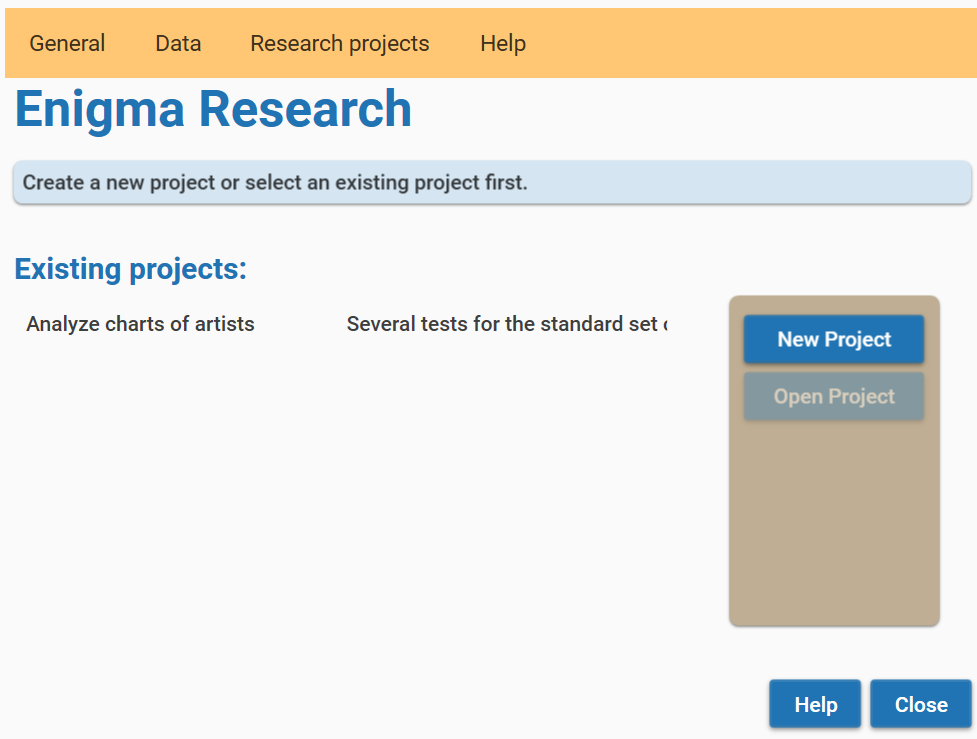 General Data Research projects Help
Enigma Research
Create a new project or select an existing project first.
Existing projects:
Analyze charts of artists Several tests for the standard set
New Project
Open Project
Help Close